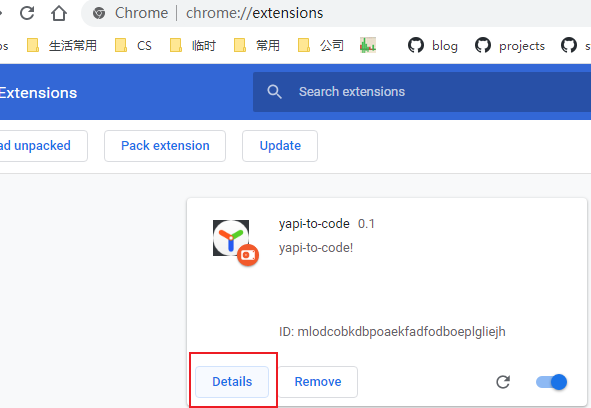 Chrome | chrome://extensions
生活常用 CS 临时 常用 公司 blog projects
Extensions Search extensions
ad unpacked Pack extension Update
yapi-to-code 0.1
yapi-to-code!
ID: mlodcobkdbpoaekfadfodboeplgliejh
Details Remove